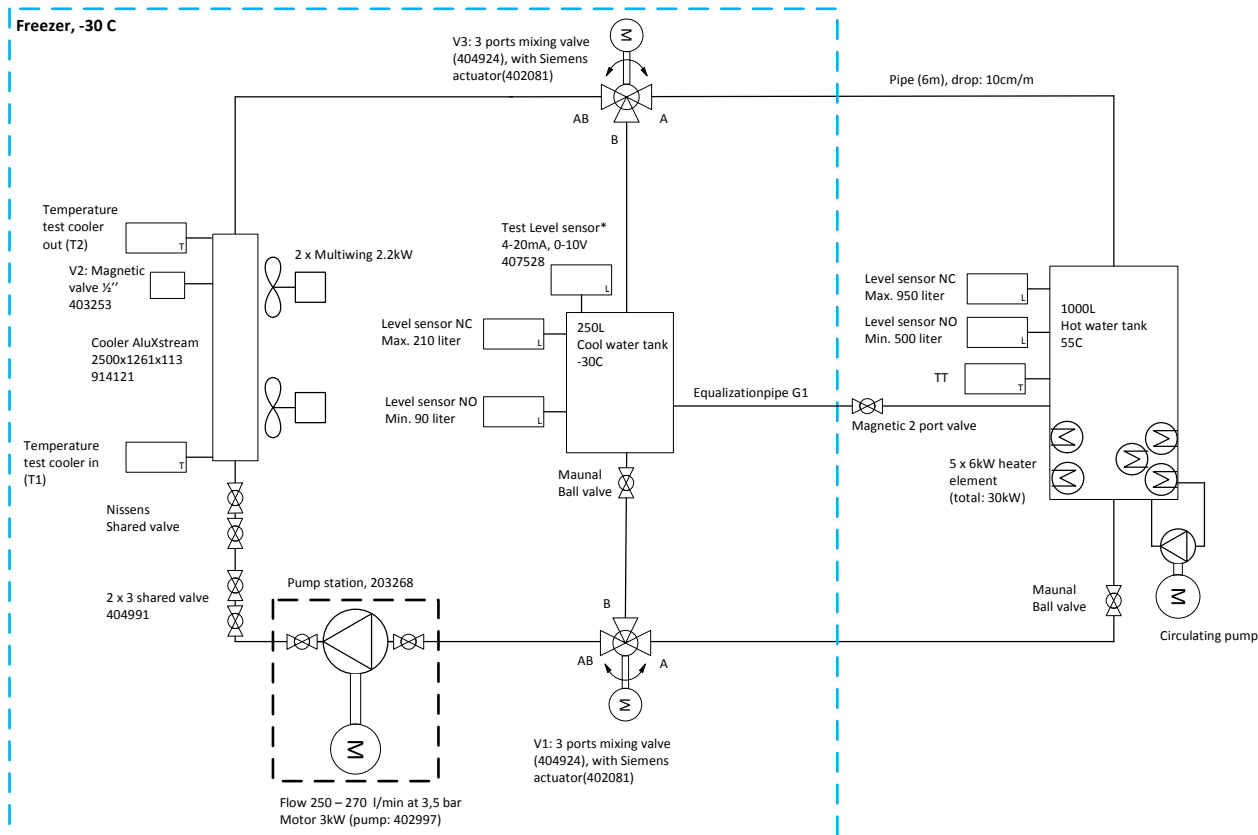 Freezer, -30 C
V3: 3 ports mixing valve
(404924), with Siemens
actuator(402081)
M
AB
A
B
Pipe (6m), drop: 10cm/m
Temperature
test cooler
out (T2)
T
V2: Magnetic
valve ½’’
403253
2 x Multiwing 2.2kW
Cooler AluXstream
2500x1261x113
914121
Temperature
test cooler in
(T1)
T
Test Level sensor*
4-20mA, 0-10V
407528
L
Level sensor NC
Max. 210 liter
L
Level sensor NO
Min. 90 liter
L
250L
Cool water tank
-30C
Equalizationpipe G1
Magnetic 2 port valve
Level sensor NC
Max. 950 liter
L
Level sensor NO
Min. 500 liter
L
TT
T
1000L
Hot water tank
55C
5 x 6kW heater
element
(total: 30kW)
Maunal
Ball valve
Nissens
Shared valve
2 x 3 shared valve
404991
Pump station, 203268
M
Flow 250 – 270 l/min at 3,5 bar
Motor 3kW (pump: 402997)
B
AB
A
M
V1: 3 ports mixing valve
(404924), with Siemens
actuator(402081)
Maunal
Ball valve
M
Circulating pump